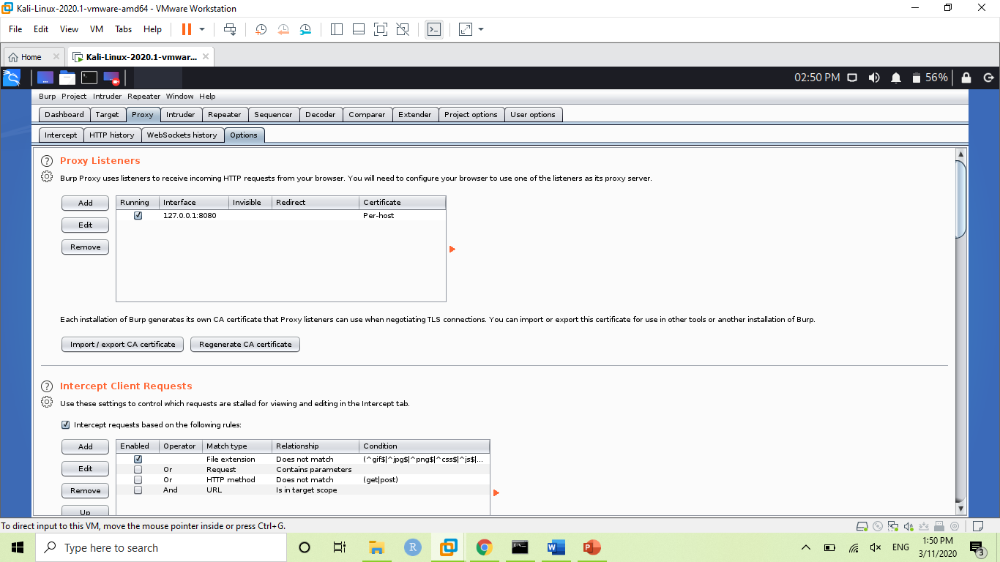 Kali-Linux-2020.1-vmware-amd64 - VMware Workstation
File Edit View VM Tabs Help
Home Kali-Linux-2020.1-vmwar...
02:50 PM 56%
Burp Project Intruder Repeater Window Help
Dashboard Target Proxy Intruder Repeater Sequencer Decoder Comparer Extender Project options User options
Intercept HTTP history WebSockets history Options
? Proxy Listeners
Burp Proxy uses listeners to receive incoming HTTP requests from your browser. You will need to configure your browser to use one of the listeners as its proxy server.
Add Running Interface Invisible Redirect Certificate
127.0.0.1:8080 Per-host
Edit
Remove
Each installation of Burp generates its own CA certificate that Proxy listeners can use when negotiating TLS connections. You can import or export this certificate for use in other tools or another installation of Burp.
Import / export CA certificate Regenerate CA certificate
? Intercept Client Requests
Use these settings to control which requests are stalled for viewing and editing in the Intercept tab.
Intercept requests based on the following rules:
Add Enabled Operator Match type Relationship Condition
File extension Does not match (^gif$|^jpg$|^png$|^css$|^js$|...
Edit Or Request Contains parameters
Or HTTP method Does not match (get|post)
Remove And URL Is in target scope
Up
To direct input to this VM, move the mouse pointer inside or press Ctrl+G.
Type here to search R W P ENG 1:50 PM
3/11/2020 3